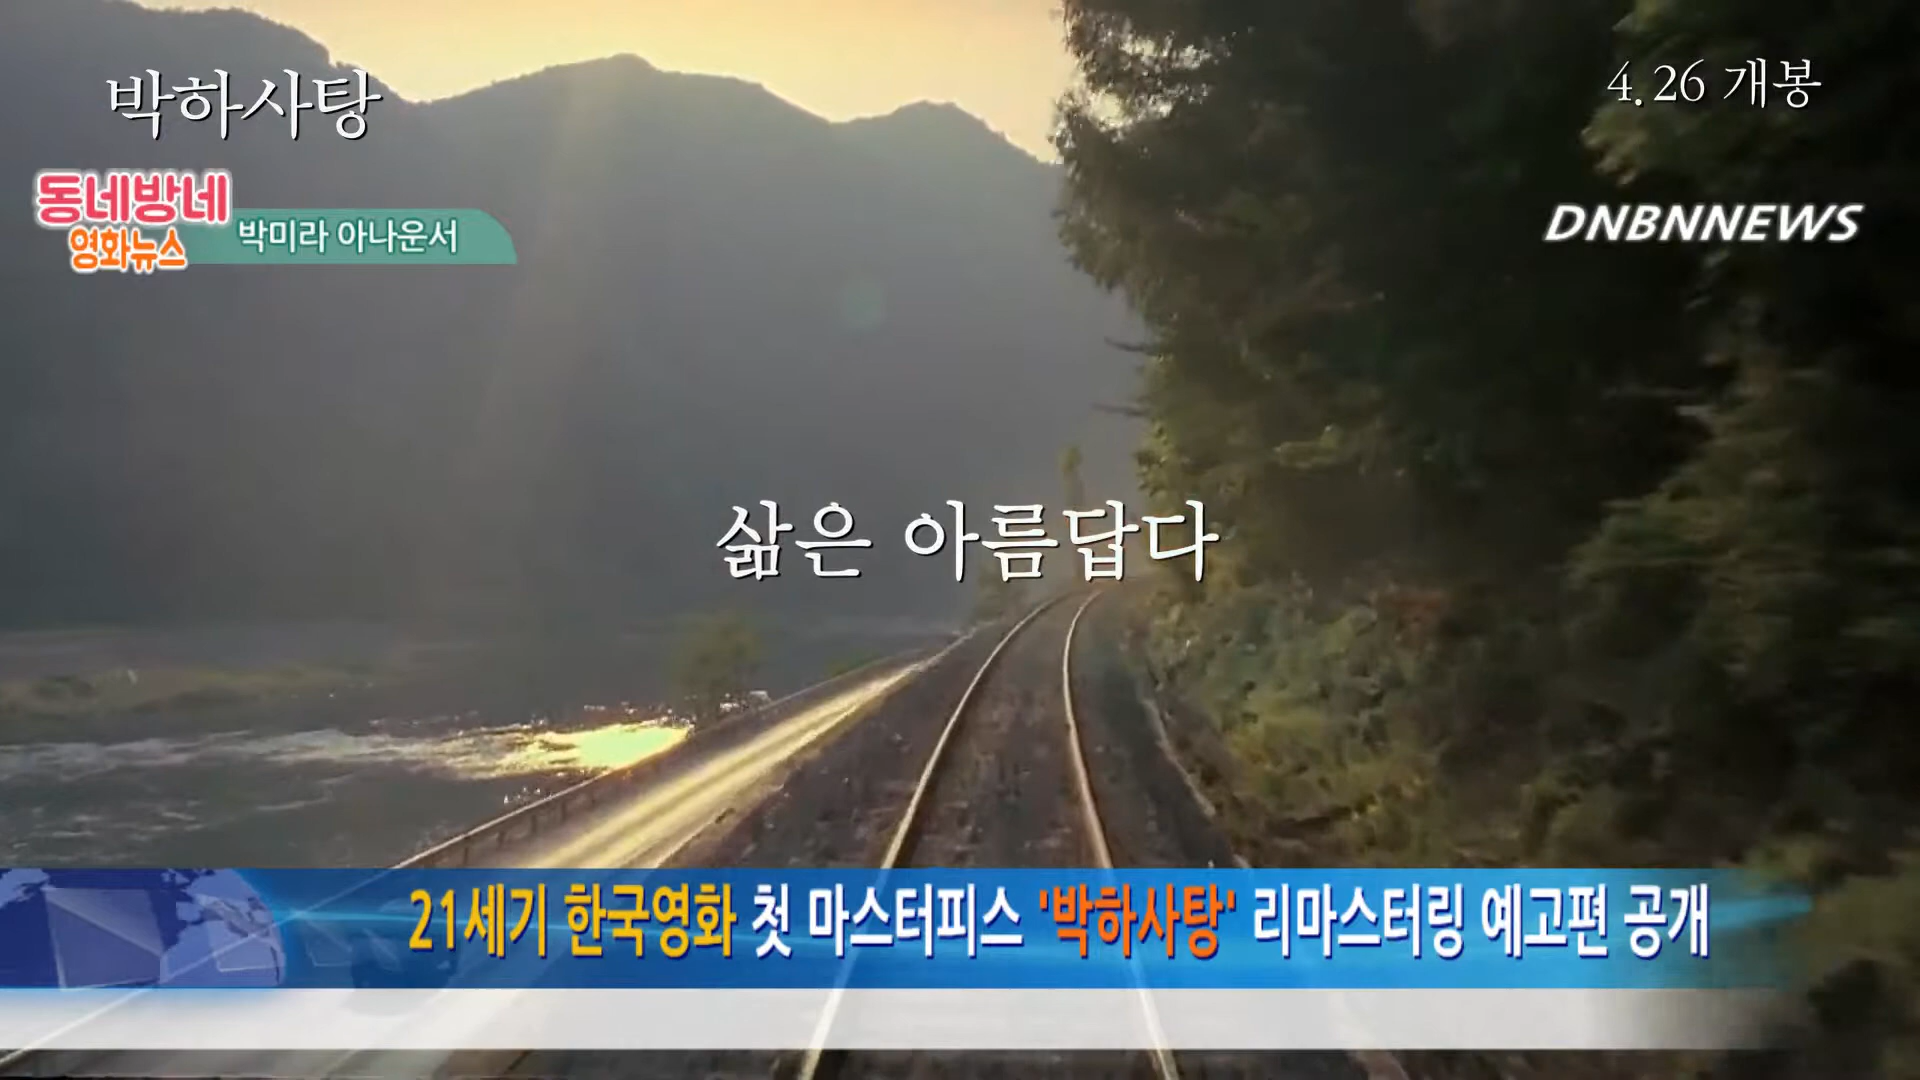 박하사탕
4. 26 개봉
동네방네
영화뉴스
박미라 아나운서
DNBNNEWS
삶은 아름답다
21세기 한국영화 첫 마스터피스 '박하사탕' 리마스터링 예고편 공개